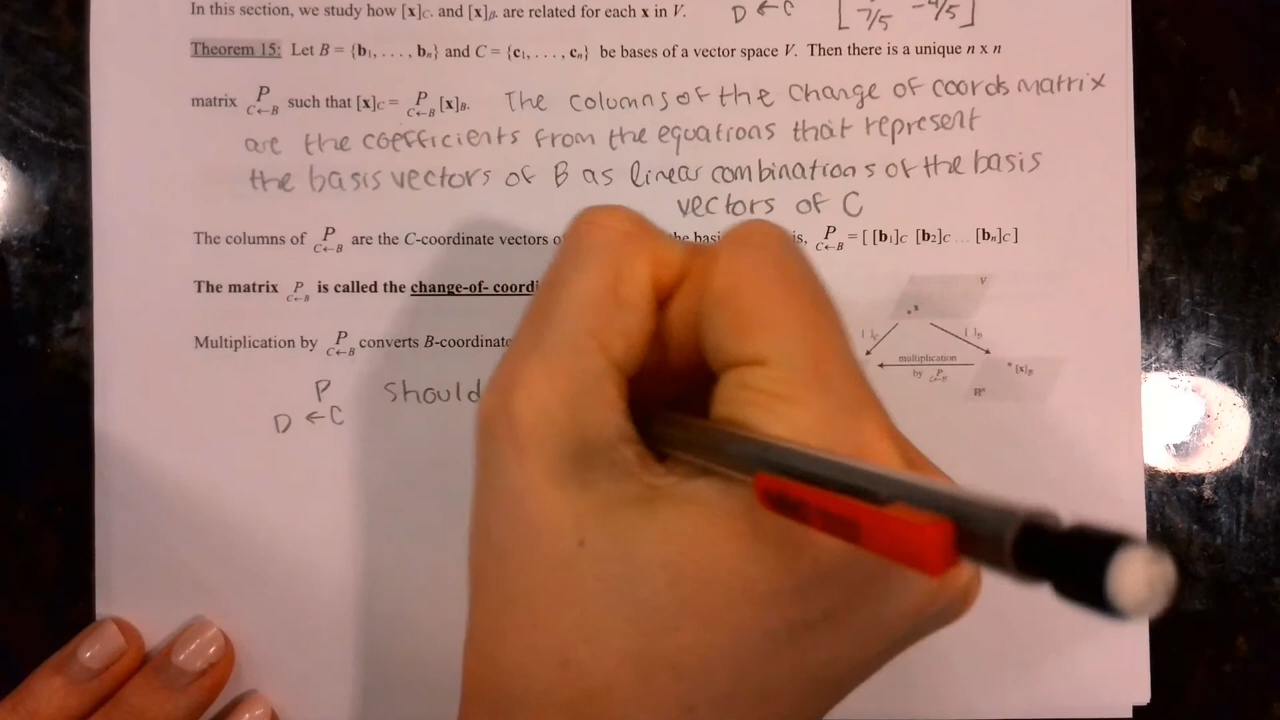 In this section, we study how [x]C. and [x]B. are related for each x in V.
D ← C [ 7/5 -4/5 ]
Theorem 15: Let B = {b1, . . . , bn} and C = {c1, . . . , cn} be bases of a vector space V. Then there is a unique n x n
matrix P C←B such that [x]C = P C←B [x]B. The columns of the change of coords matrix
are the coefficients from the equations that represent
the basis vectors of B as linear combinations of the basis
vectors of C
The columns of P C←B are the C-coordinate vectors o is, P C←B = [ [b1]C [b2]C ... [bn]C ]
The matrix P C←B is called the change-of- coordi
V
x
[ ]C [ ]B
Multiplication by P C←B converts B-coordinate
multiplication
by P C←B
[x]B
Rn
P Should
D ← C